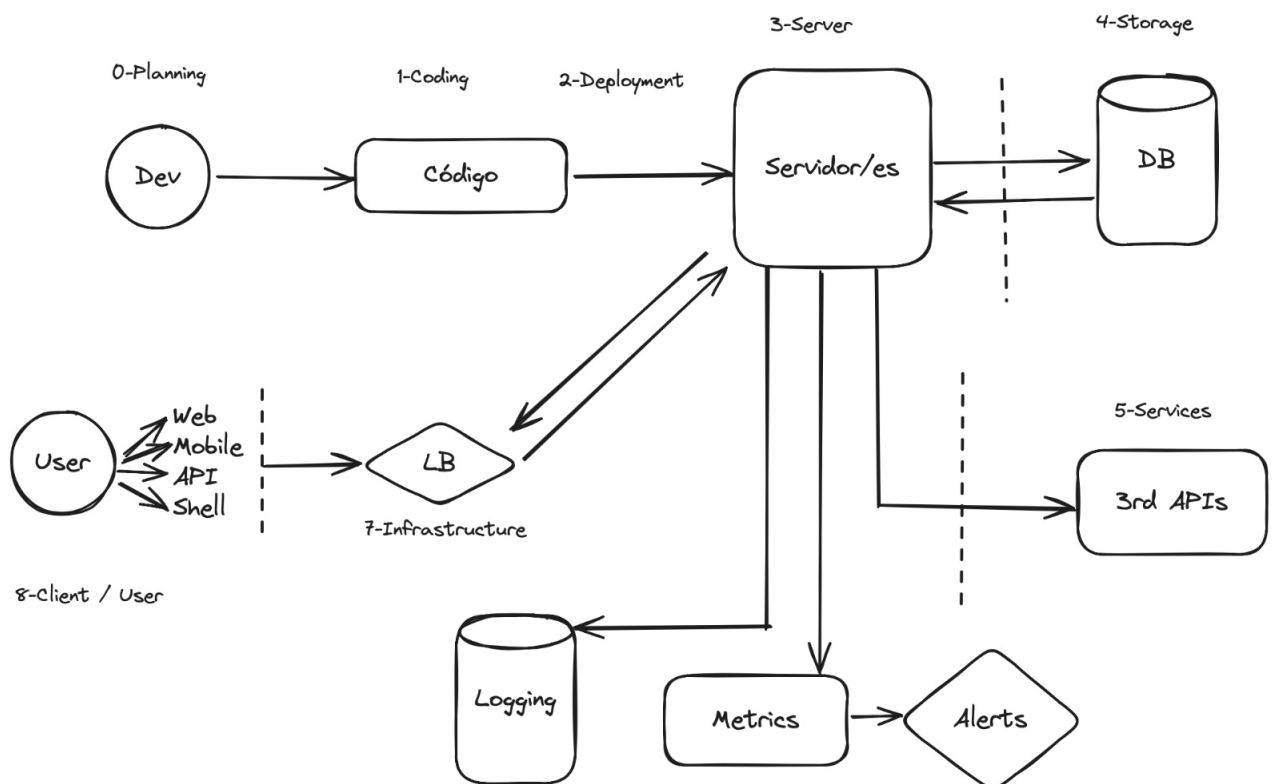 3-Server
4-Storage
0-Planning
1-Coding
2-Deployment
Dev
Código
Servidor/es
DB
User
Web
Mobile
API
Shell
LB
7-Infrastructure
5-Services
3rd APIs
8-Client / User
Logging
Metrics
Alerts